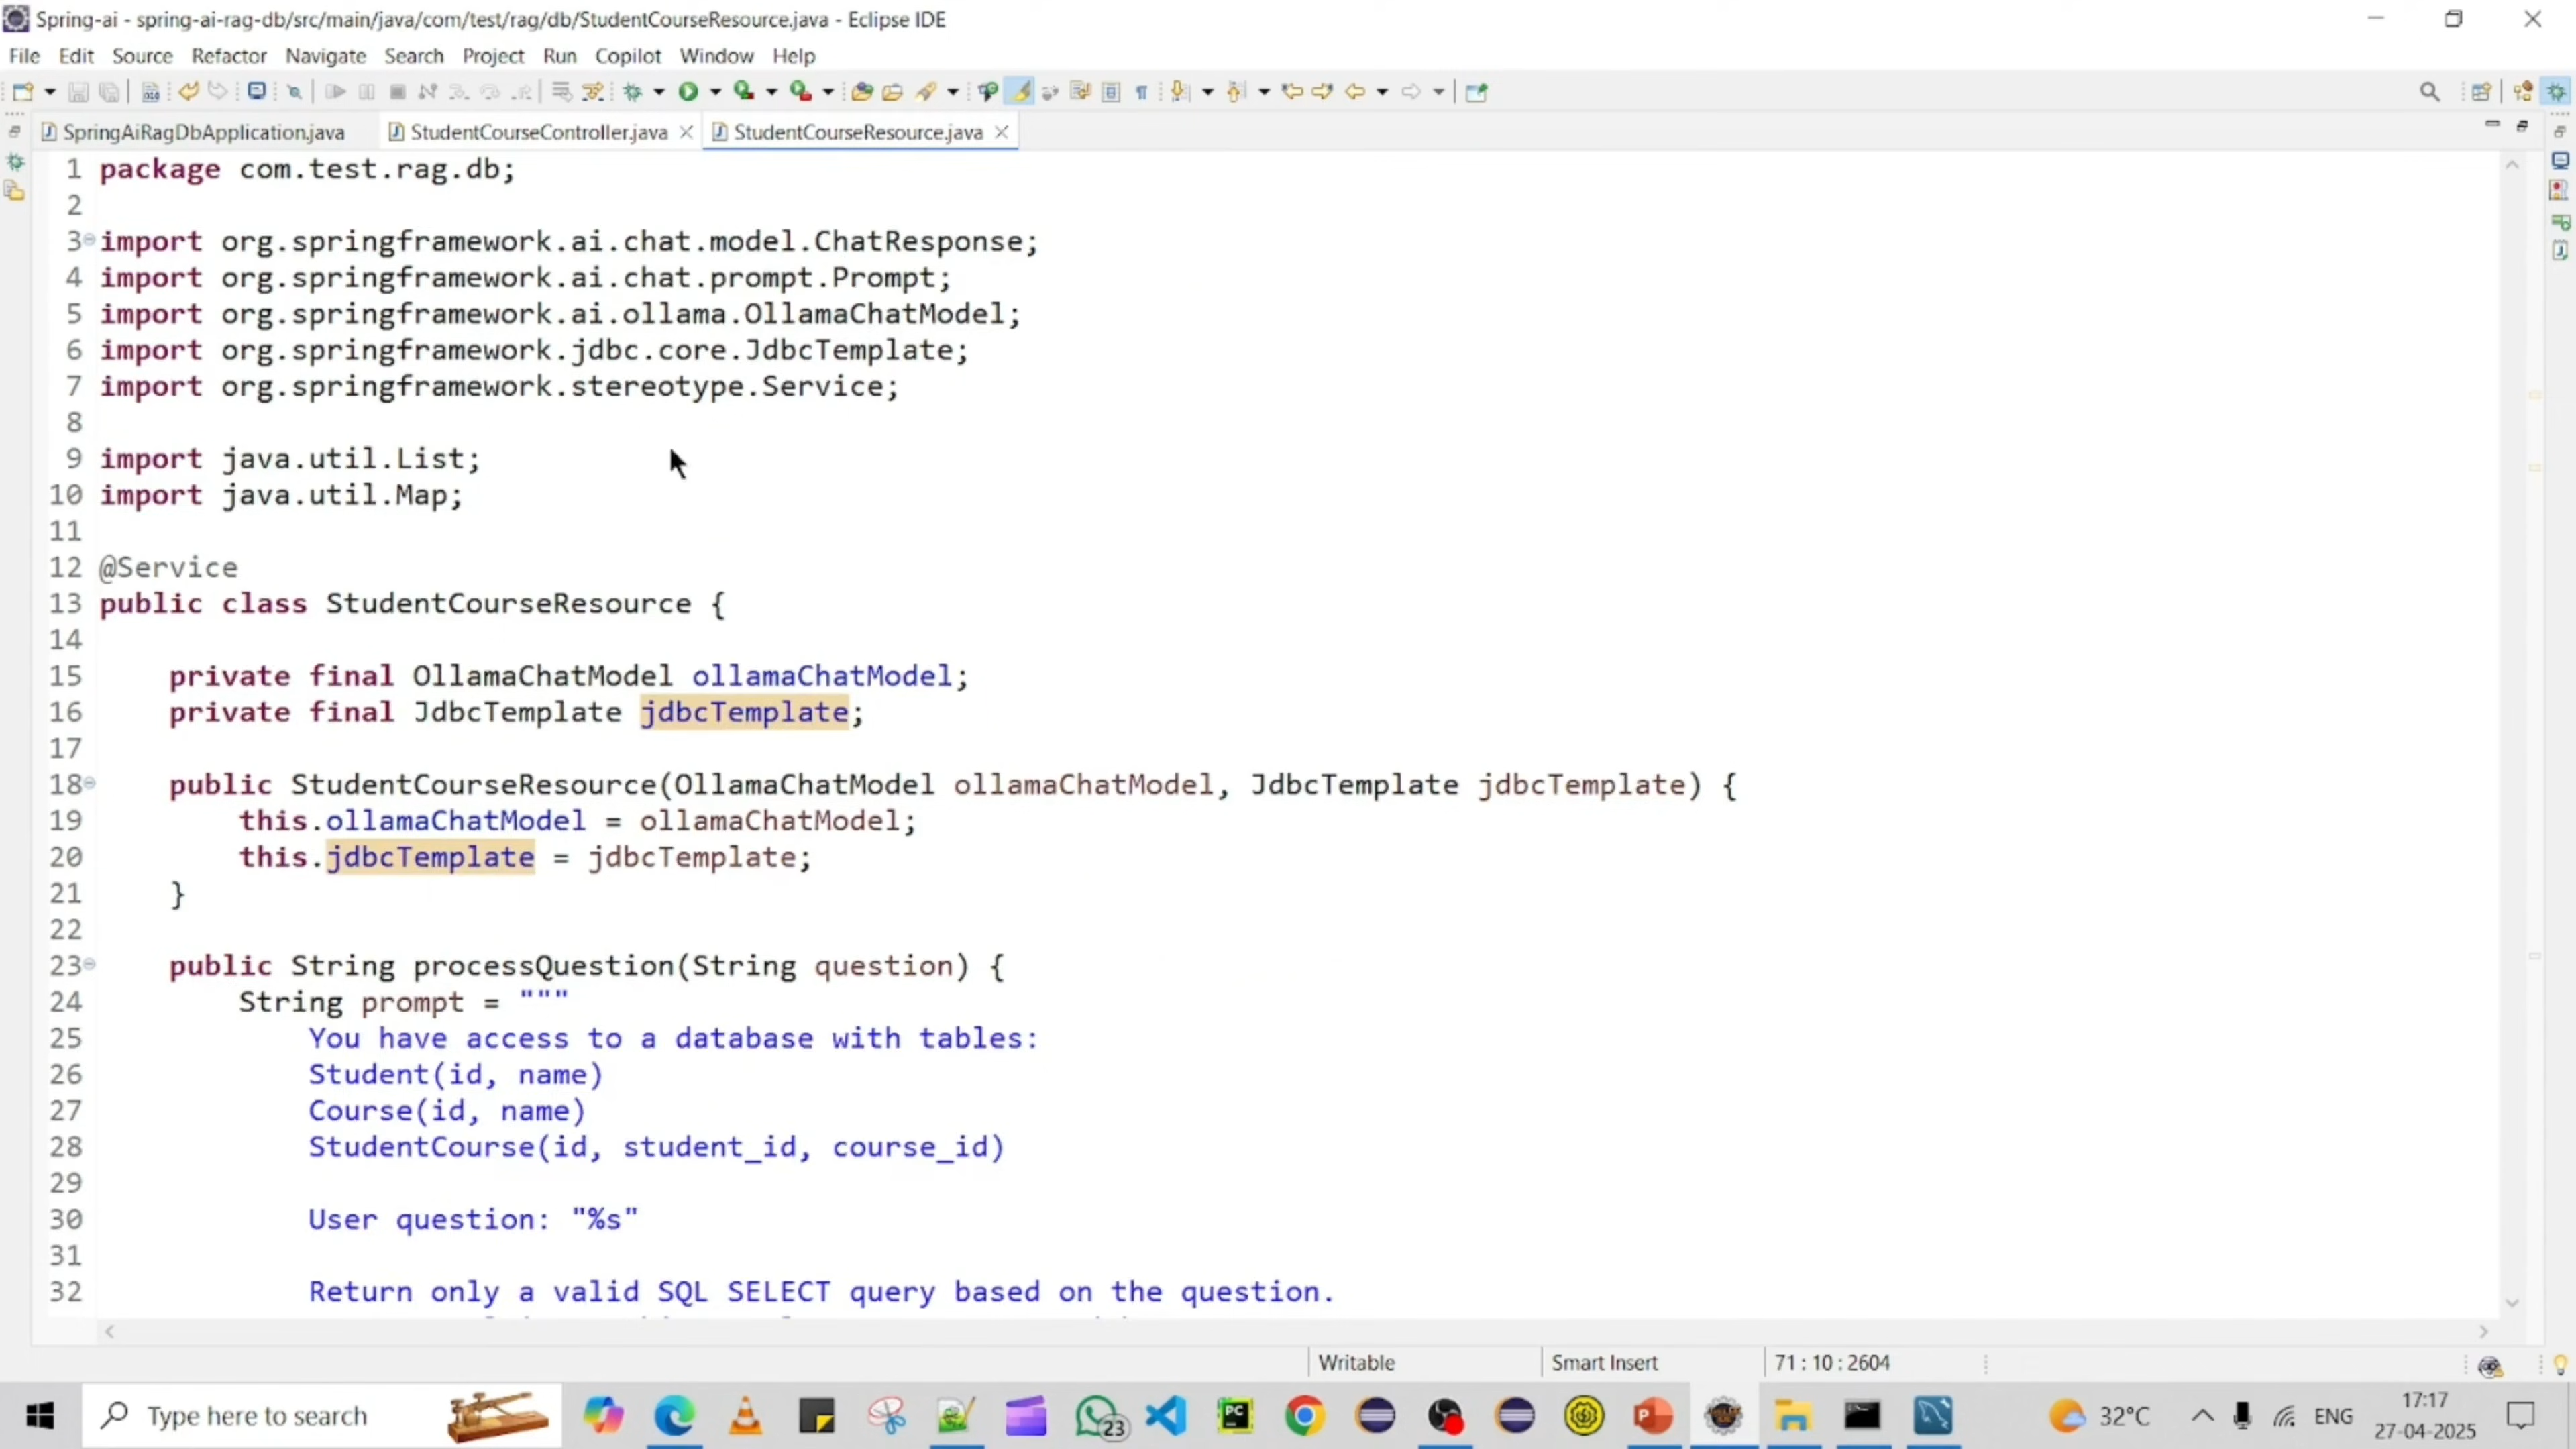 Spring-ai - spring-ai-rag-db/src/main/java/com/test/rag/db/StudentCourseResource.java - Eclipse IDE
File Edit Source Refactor Navigate Search Project Run Copilot Window Help
SpringAiRagDbApplication.java StudentCourseController.java StudentCourseResource.java
1 package com.test.rag.db;
2
3 import org.springframework.ai.chat.model.ChatResponse;
4 import org.springframework.ai.chat.prompt.Prompt;
5 import org.springframework.ai.ollama.OllamaChatModel;
6 import org.springframework.jdbc.core.JdbcTemplate;
7 import org.springframework.stereotype.Service;
8
9 import java.util.List;
10 import java.util.Map;
11
12 @Service
13 public class StudentCourseResource {
14
15 private final OllamaChatModel ollamaChatModel;
16 private final JdbcTemplate jdbcTemplate;
17
18 public StudentCourseResource(OllamaChatModel ollamaChatModel, JdbcTemplate jdbcTemplate) {
19 this.ollamaChatModel = ollamaChatModel;
20 this.jdbcTemplate = jdbcTemplate;
21 }
22
23 public String processQuestion(String question) {
24 String prompt = """
25 You have access to a database with tables:
26 Student(id, name)
27 Course(id, name)
28 StudentCourse(id, student_id, course_id)
29
30 User question: "%s"
31
32 Return only a valid SQL SELECT query based on the question.
Writable Smart Insert 71 : 10 : 2604
Type here to search 23 32°C ENG 17:17
27-04-2025